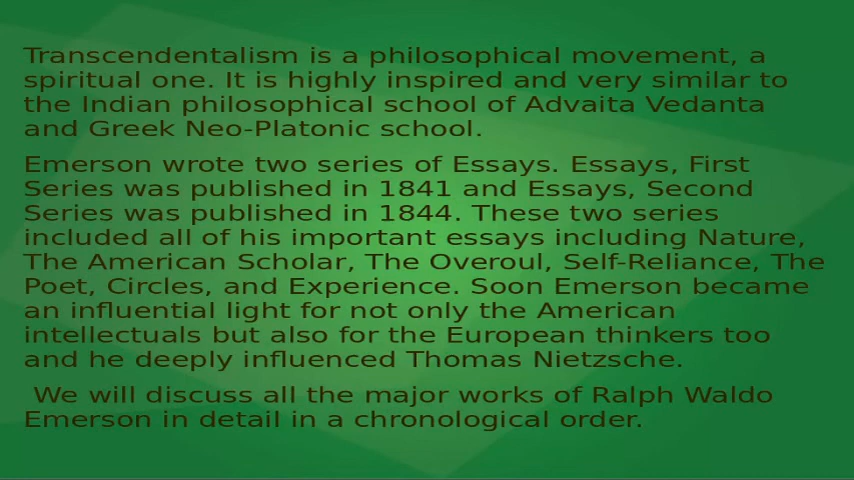 Transcendentalism is a philosophical movement, a
spiritual one. It is highly inspired and very similar to
the Indian philosophical school of Advaita Vedanta
and Greek Neo-Platonic school.
Emerson wrote two series of Essays. Essays, First
Series was published in 1841 and Essays, Second
Series was published in 1844. These two series
included all of his important essays including Nature,
The American Scholar, The Overoul, Self-Reliance, The
Poet, Circles, and Experience. Soon Emerson became
an influential light for not only the American
intellectuals but also for the European thinkers too
and he deeply influenced Thomas Nietzsche.
We will discuss all the major works of Ralph Waldo
Emerson in detail in a chronological order.